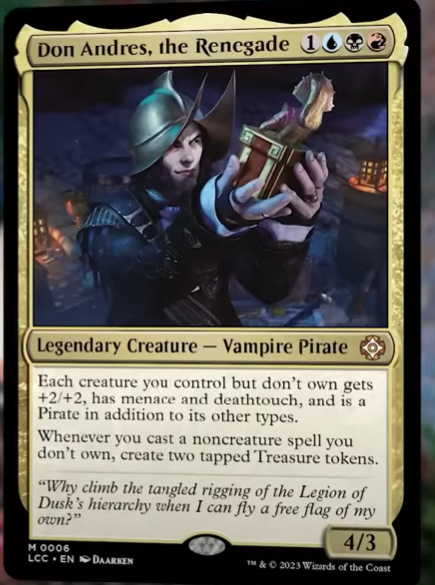 Don Andres, the Renegade 1
Legendary Creature — Vampire Pirate
Each creature you control but don't own gets
+2/+2, has menace and deathtouch, and is a
Pirate in addition to its other types.
Whenever you cast a noncreature spell you
don't own, create two tapped Treasure tokens.
"Why climb the tangled rigging of the Legion of
Dusk's hierarchy when I can fly a free flag of my
own?"
4/3
M 0006
LCC • EN DAARKEN
™ & © 2023 Wizards of the Coast